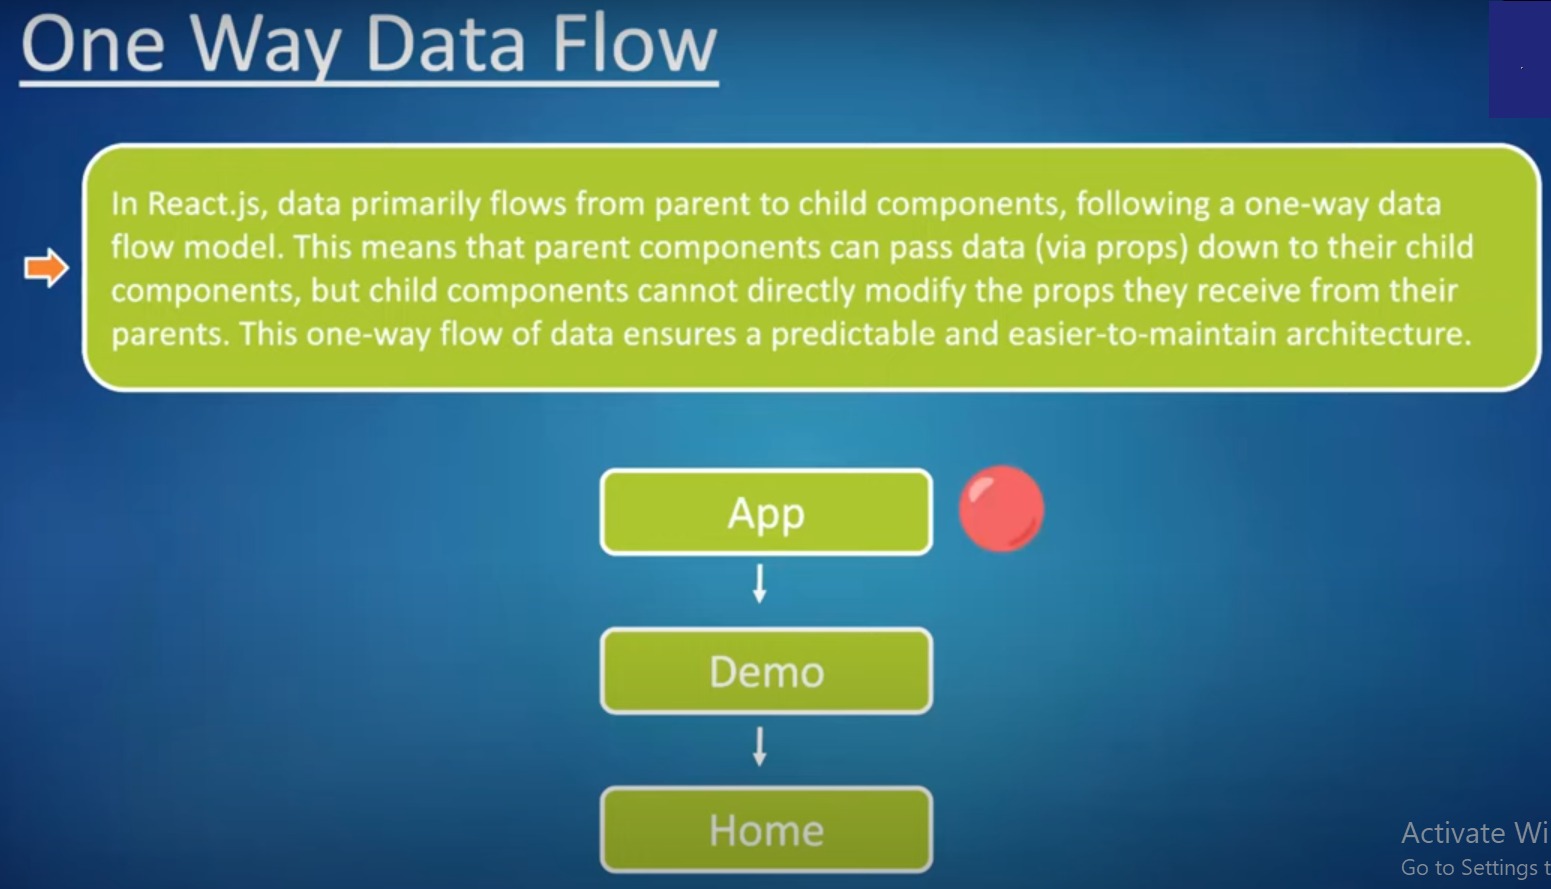 One Way Data Flow
In React.js, data primarily flows from parent to child components, following a one-way data
flow model. This means that parent components can pass data (via props) down to their child
components, but child components cannot directly modify the props they receive from their
parents. This one-way flow of data ensures a predictable and easier-to-maintain architecture.
App
Demo
Home
Activate Wi
Go to Settings t